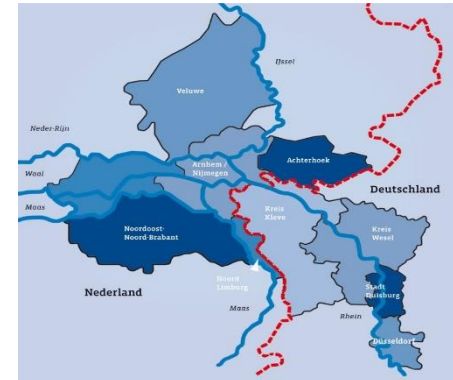 IJssel
Veluwe
Neder-Rijn
Waal
Maas
Arnhem /
Nijmegen
Achterhoek
Deutschland
Kreis
Kleve
Kreis
Wesel
Noordoost-
Noord-Brabant
Noord
Limburg
Nederland
Maas
Stadt
Duisburg
Rhein
Düsseldorf